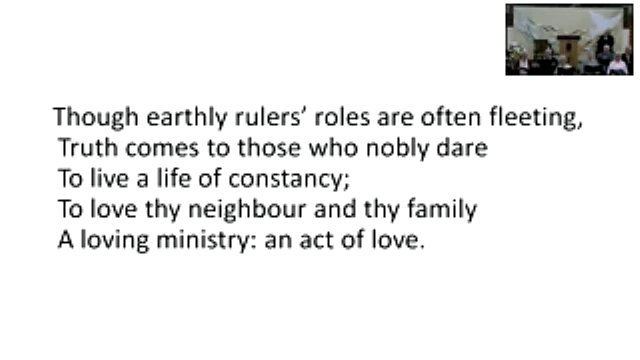 Though earthly rulers’ roles are often fleeting,
Truth comes to those who nobly dare
To live a life of constancy;
To love thy neighbour and thy family
A loving ministry: an act of love.